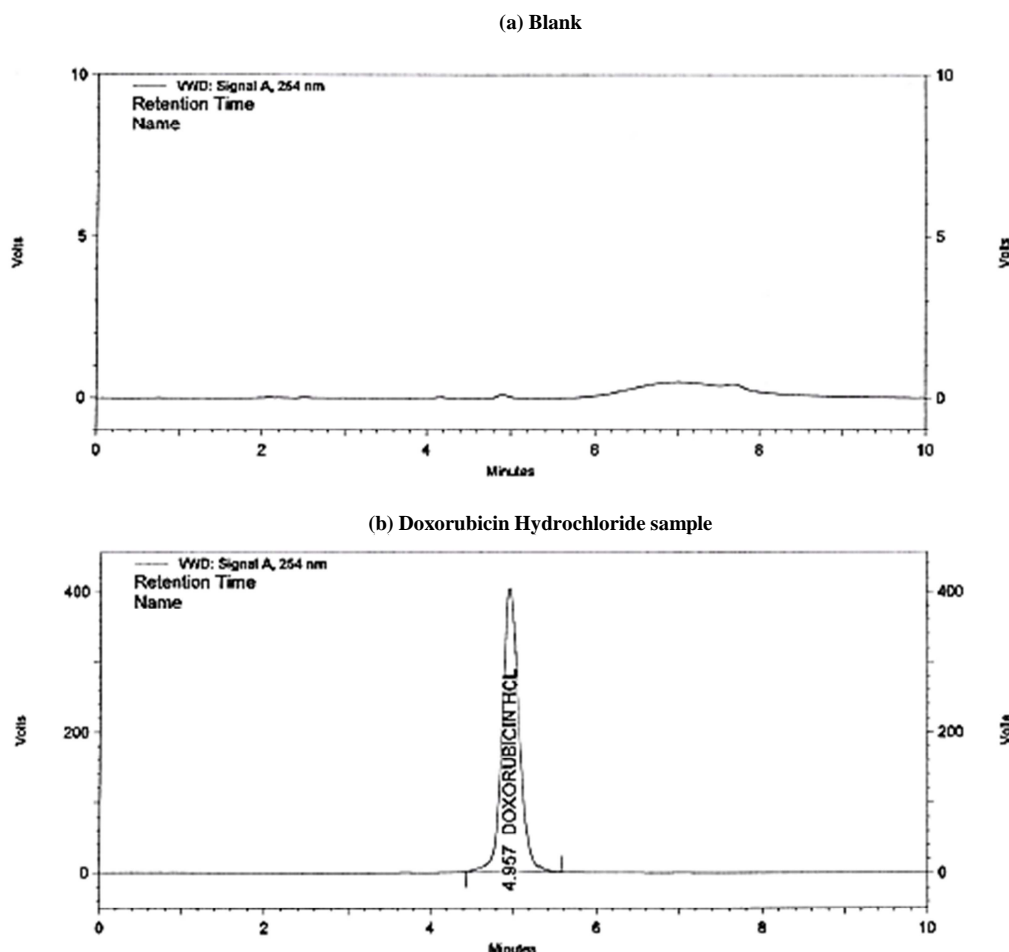 (a) Blank
10
10
VWD: Signal A, 254 nm
Retention Time
Name
Volts
5
5
Volts
0
0
0
2
4
6
8
10
Minutes
(b) Doxorubicin Hydrochloride sample
VWD: Signal A, 254 nm
Retention Time
Name
400
400
Volts
200
200
Volts
4.957 DOXORUBICIN HCL
0
0
0
2
4
6
8
10
Minutes